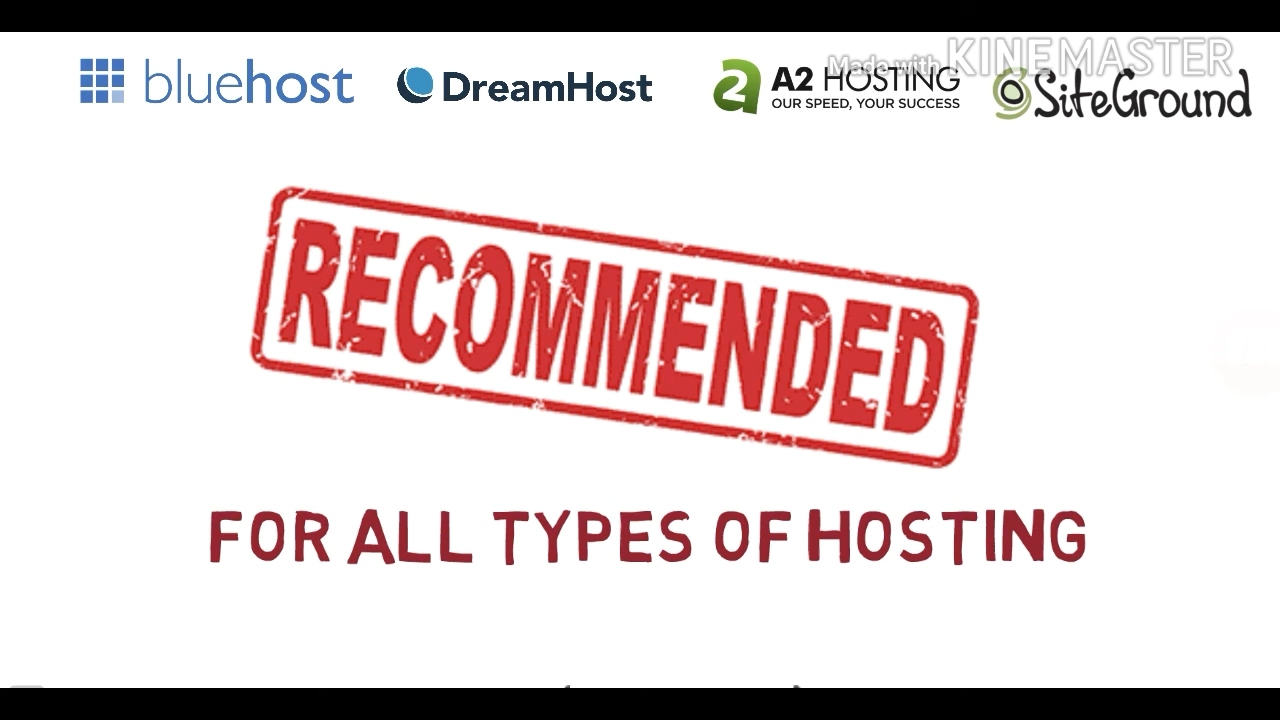 bluehost
DreamHost
A2 HOSTING
OUR SPEED, YOUR SUCCESS
Made with KINEMASTER
SiteGround
RECOMMENDED
FOR ALL TYPES OF HOSTING